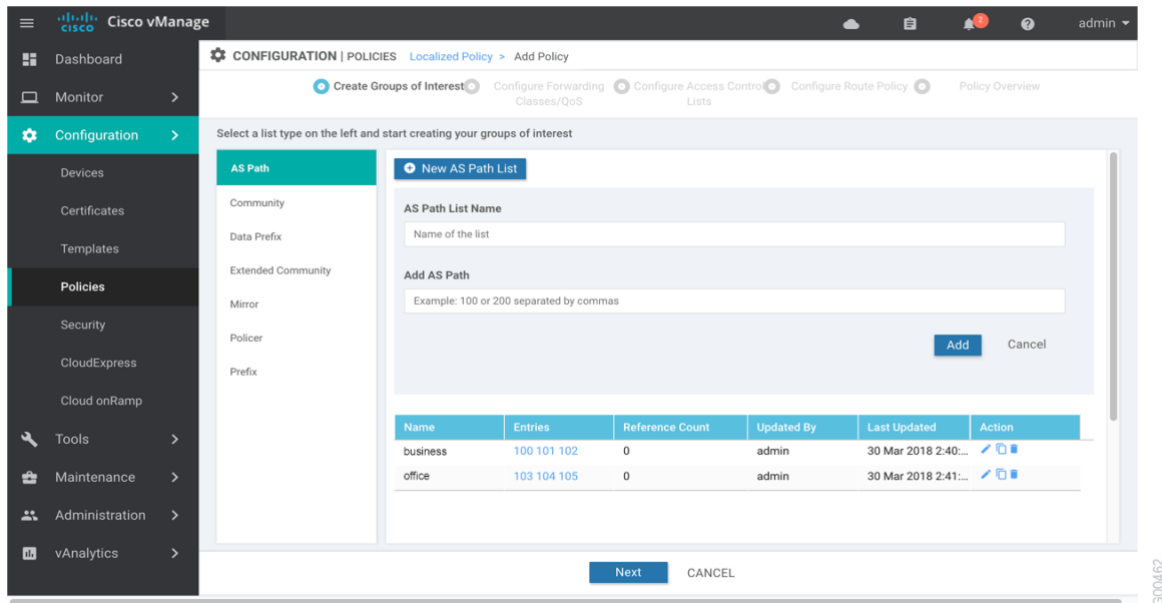 cisco Cisco vManage
2
admin
Dashboard
Monitor
Configuration
Devices
Certificates
Templates
Policies
Security
CloudExpress
Cloud onRamp
Tools
Maintenance
Administration
vAnalytics
CONFIGURATION | POLICIES Localized Policy > Add Policy
Create Groups of Interest
Configure Forwarding
Classes/QoS
Configure Access Control
Lists
Configure Route Policy
Policy Overview
Select a list type on the left and start creating your groups of interest
AS Path
Community
Data Prefix
Extended Community
Mirror
Policer
Prefix
New AS Path List
AS Path List Name
Name of the list
Add AS Path
Example: 100 or 200 separated by commas
Add Cancel
Name Entries Reference Count Updated By Last Updated Action
business 100 101 102 0 admin 30 Mar 2018 2:40:...
office 103 104 105 0 admin 30 Mar 2018 2:41:...
Next CANCEL
300462